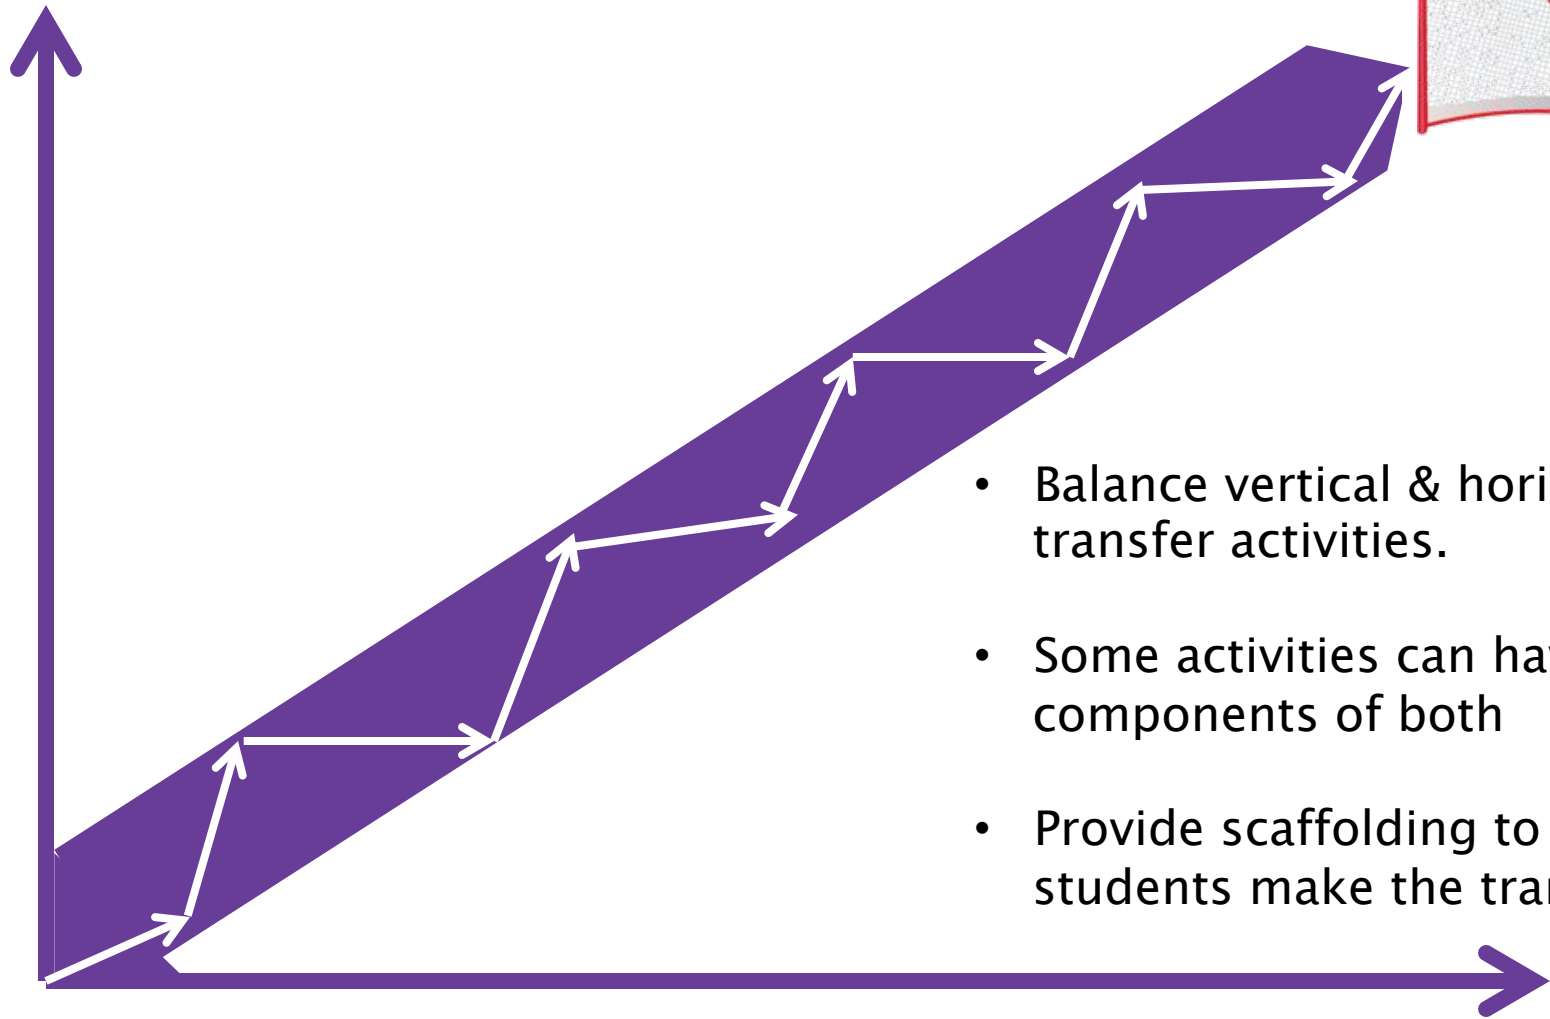 • Balance vertical & hori
transfer activities.
• Some activities can ha
components of both
• Provide scaffolding to
students make the tra